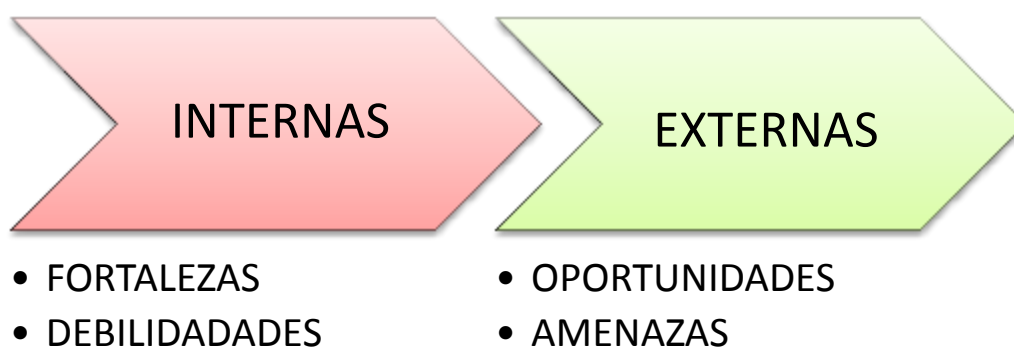 INTERNAS
• FORTALEZAS
• DEBILIDADADES
EXTERNAS
• OPORTUNIDADES
• AMENAZAS